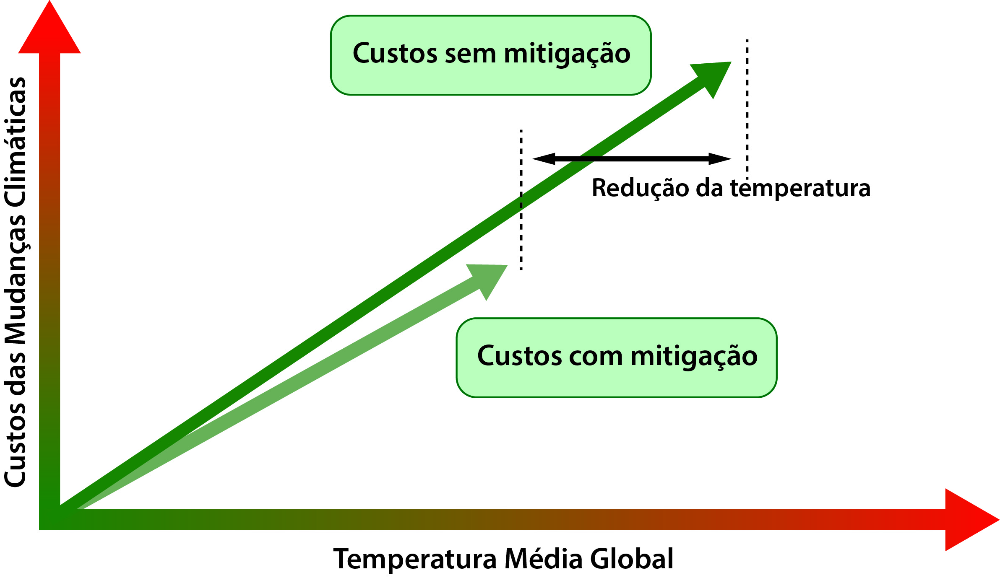 Custos das Mudanças Climáticas
Custos sem mitigação
Redução da temperatura
Custos com mitigação
Temperatura Média Global